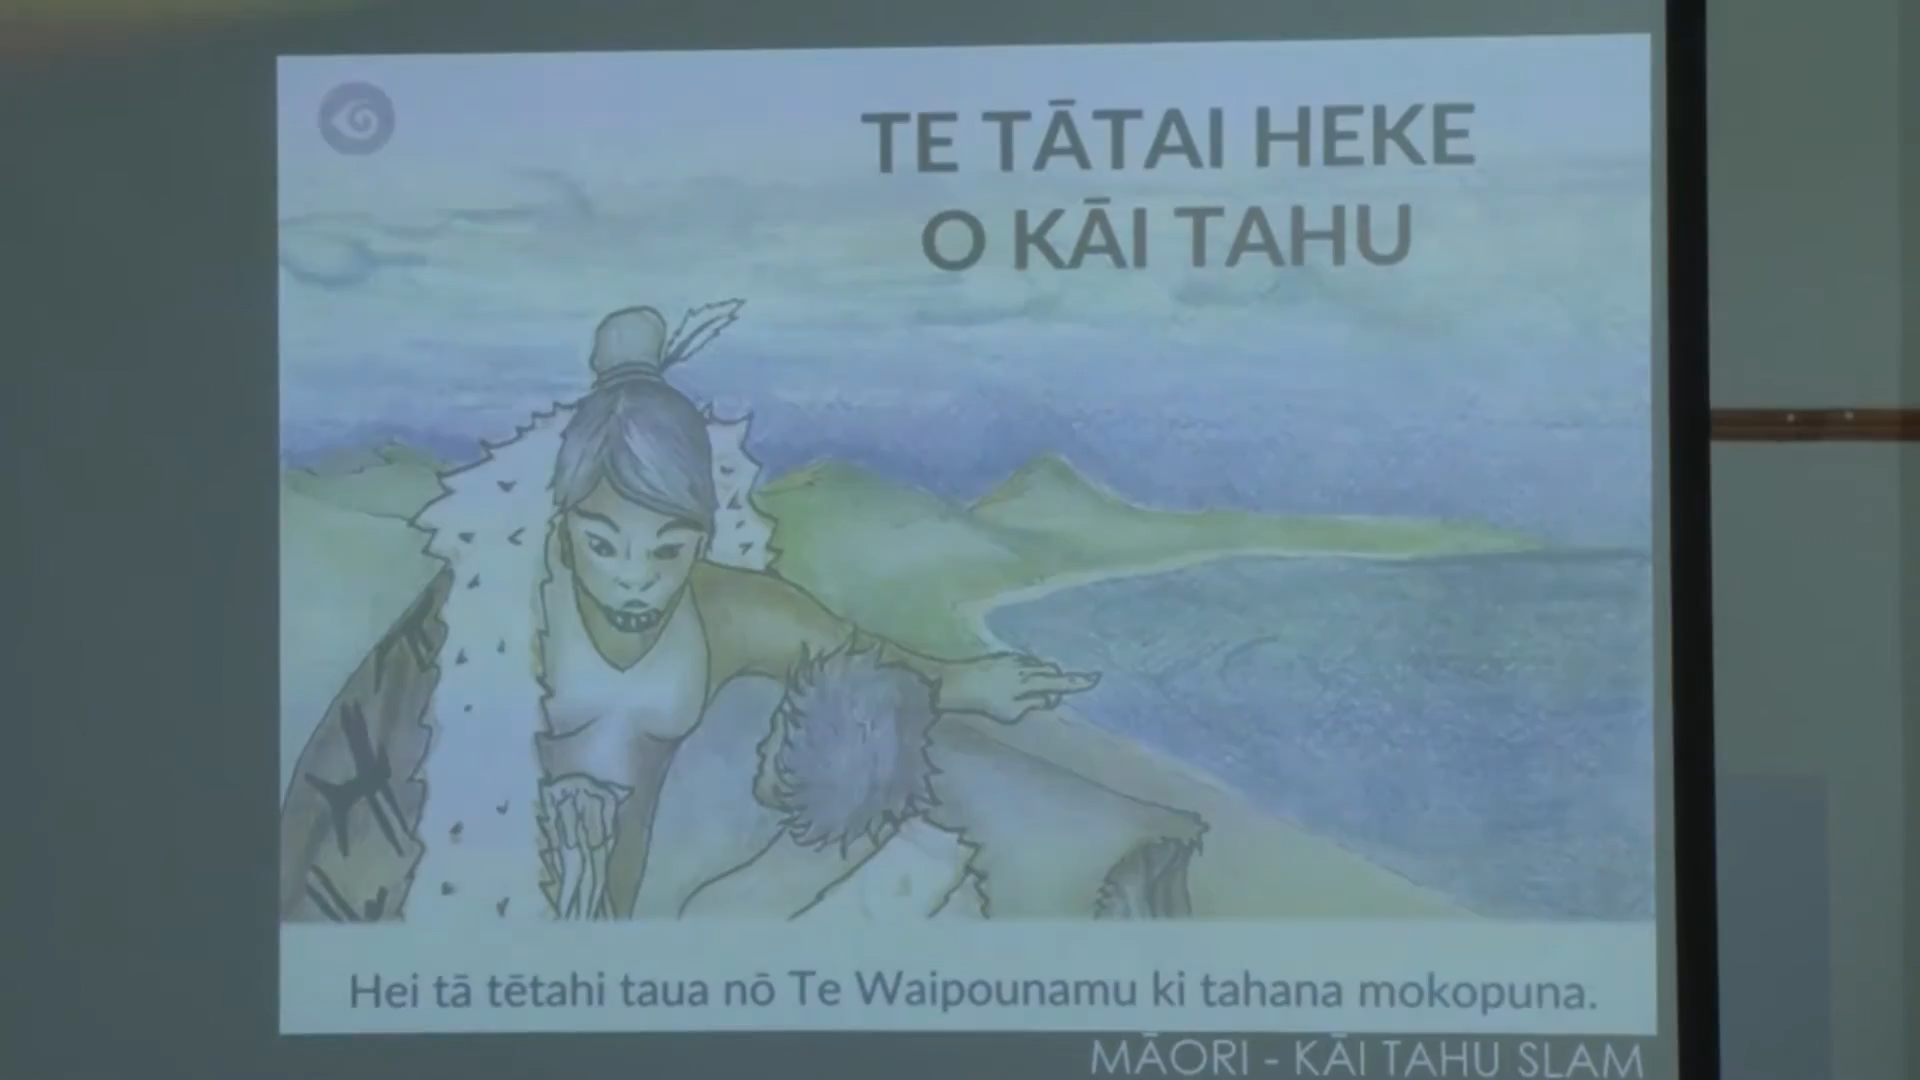 TE TĀTAI HEKE
O KĀI TAHU
Hei tā tētahi taua nō Te Waipounamu ki tahana mokopuna.
MĀORI - KĀI TAHU SLAM